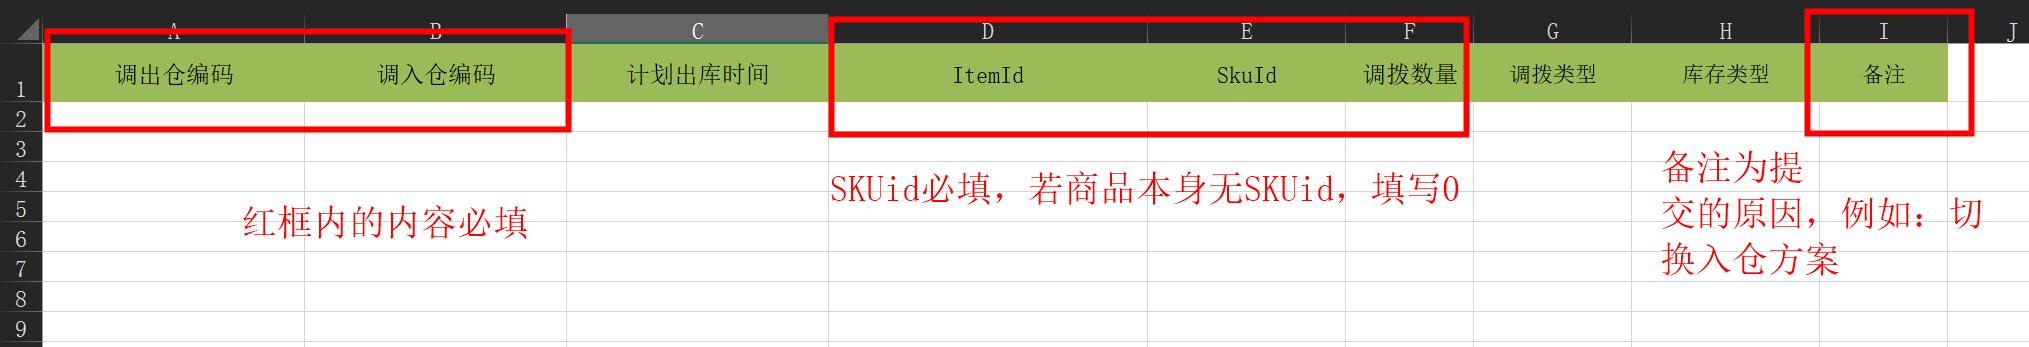 A B C D E F G H I J
1 调出仓编码 调入仓编码 计划出库时间 ItemId SkuId 调拨数量 调拨类型 库存类型 备注
2
3
备注为提
4
SKUid必填，若商品本身无SKUid，填写0
5
红框内的内容必填
交的原因，例如：切
6
换入仓方案
7
8
9